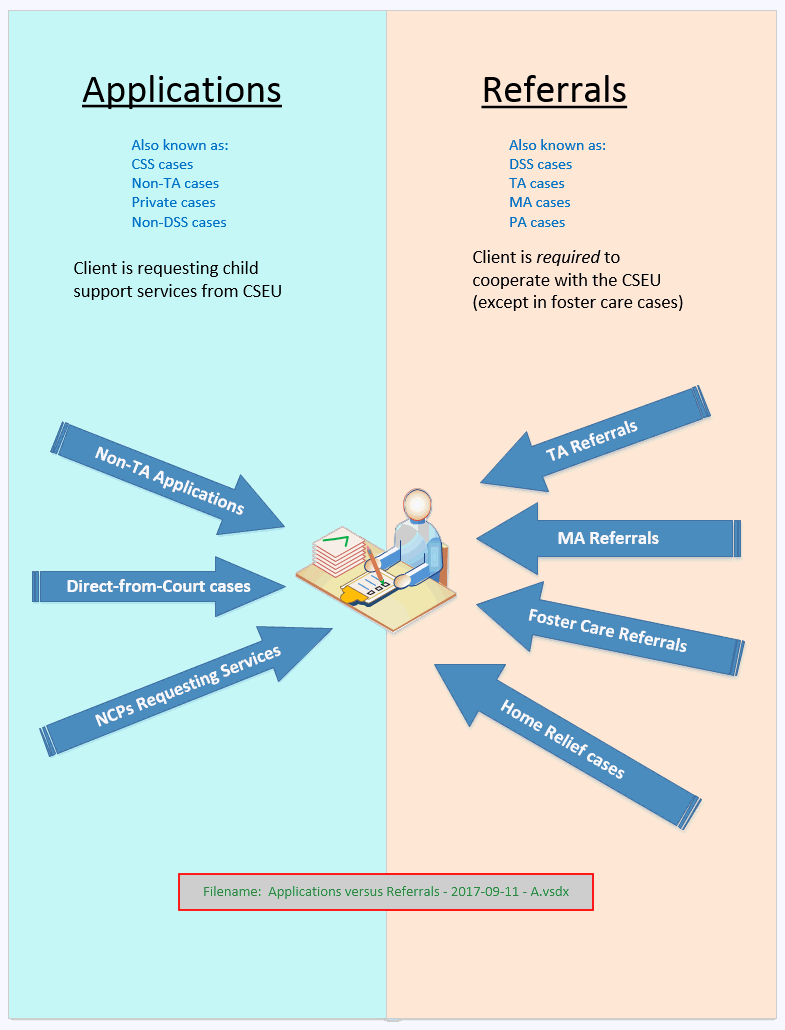 Applications
Also known as:
CSS cases
Non-TA cases
Private cases
Non-DSS cases
Client is requesting child
support services from CSEU
Non-TA Applications
Direct-from-Court cases
NCPs Requesting Services
Referrals
Also known as:
DSS cases
TA cases
MA cases
PA cases
Client is required to
cooperate with the CSEU
(except in foster care cases)
TA Referrals
MA Referrals
Foster Care Referrals
Home Relief cases
Filename:  Applications versus Referrals - 2017-09-11 - A.vsdx